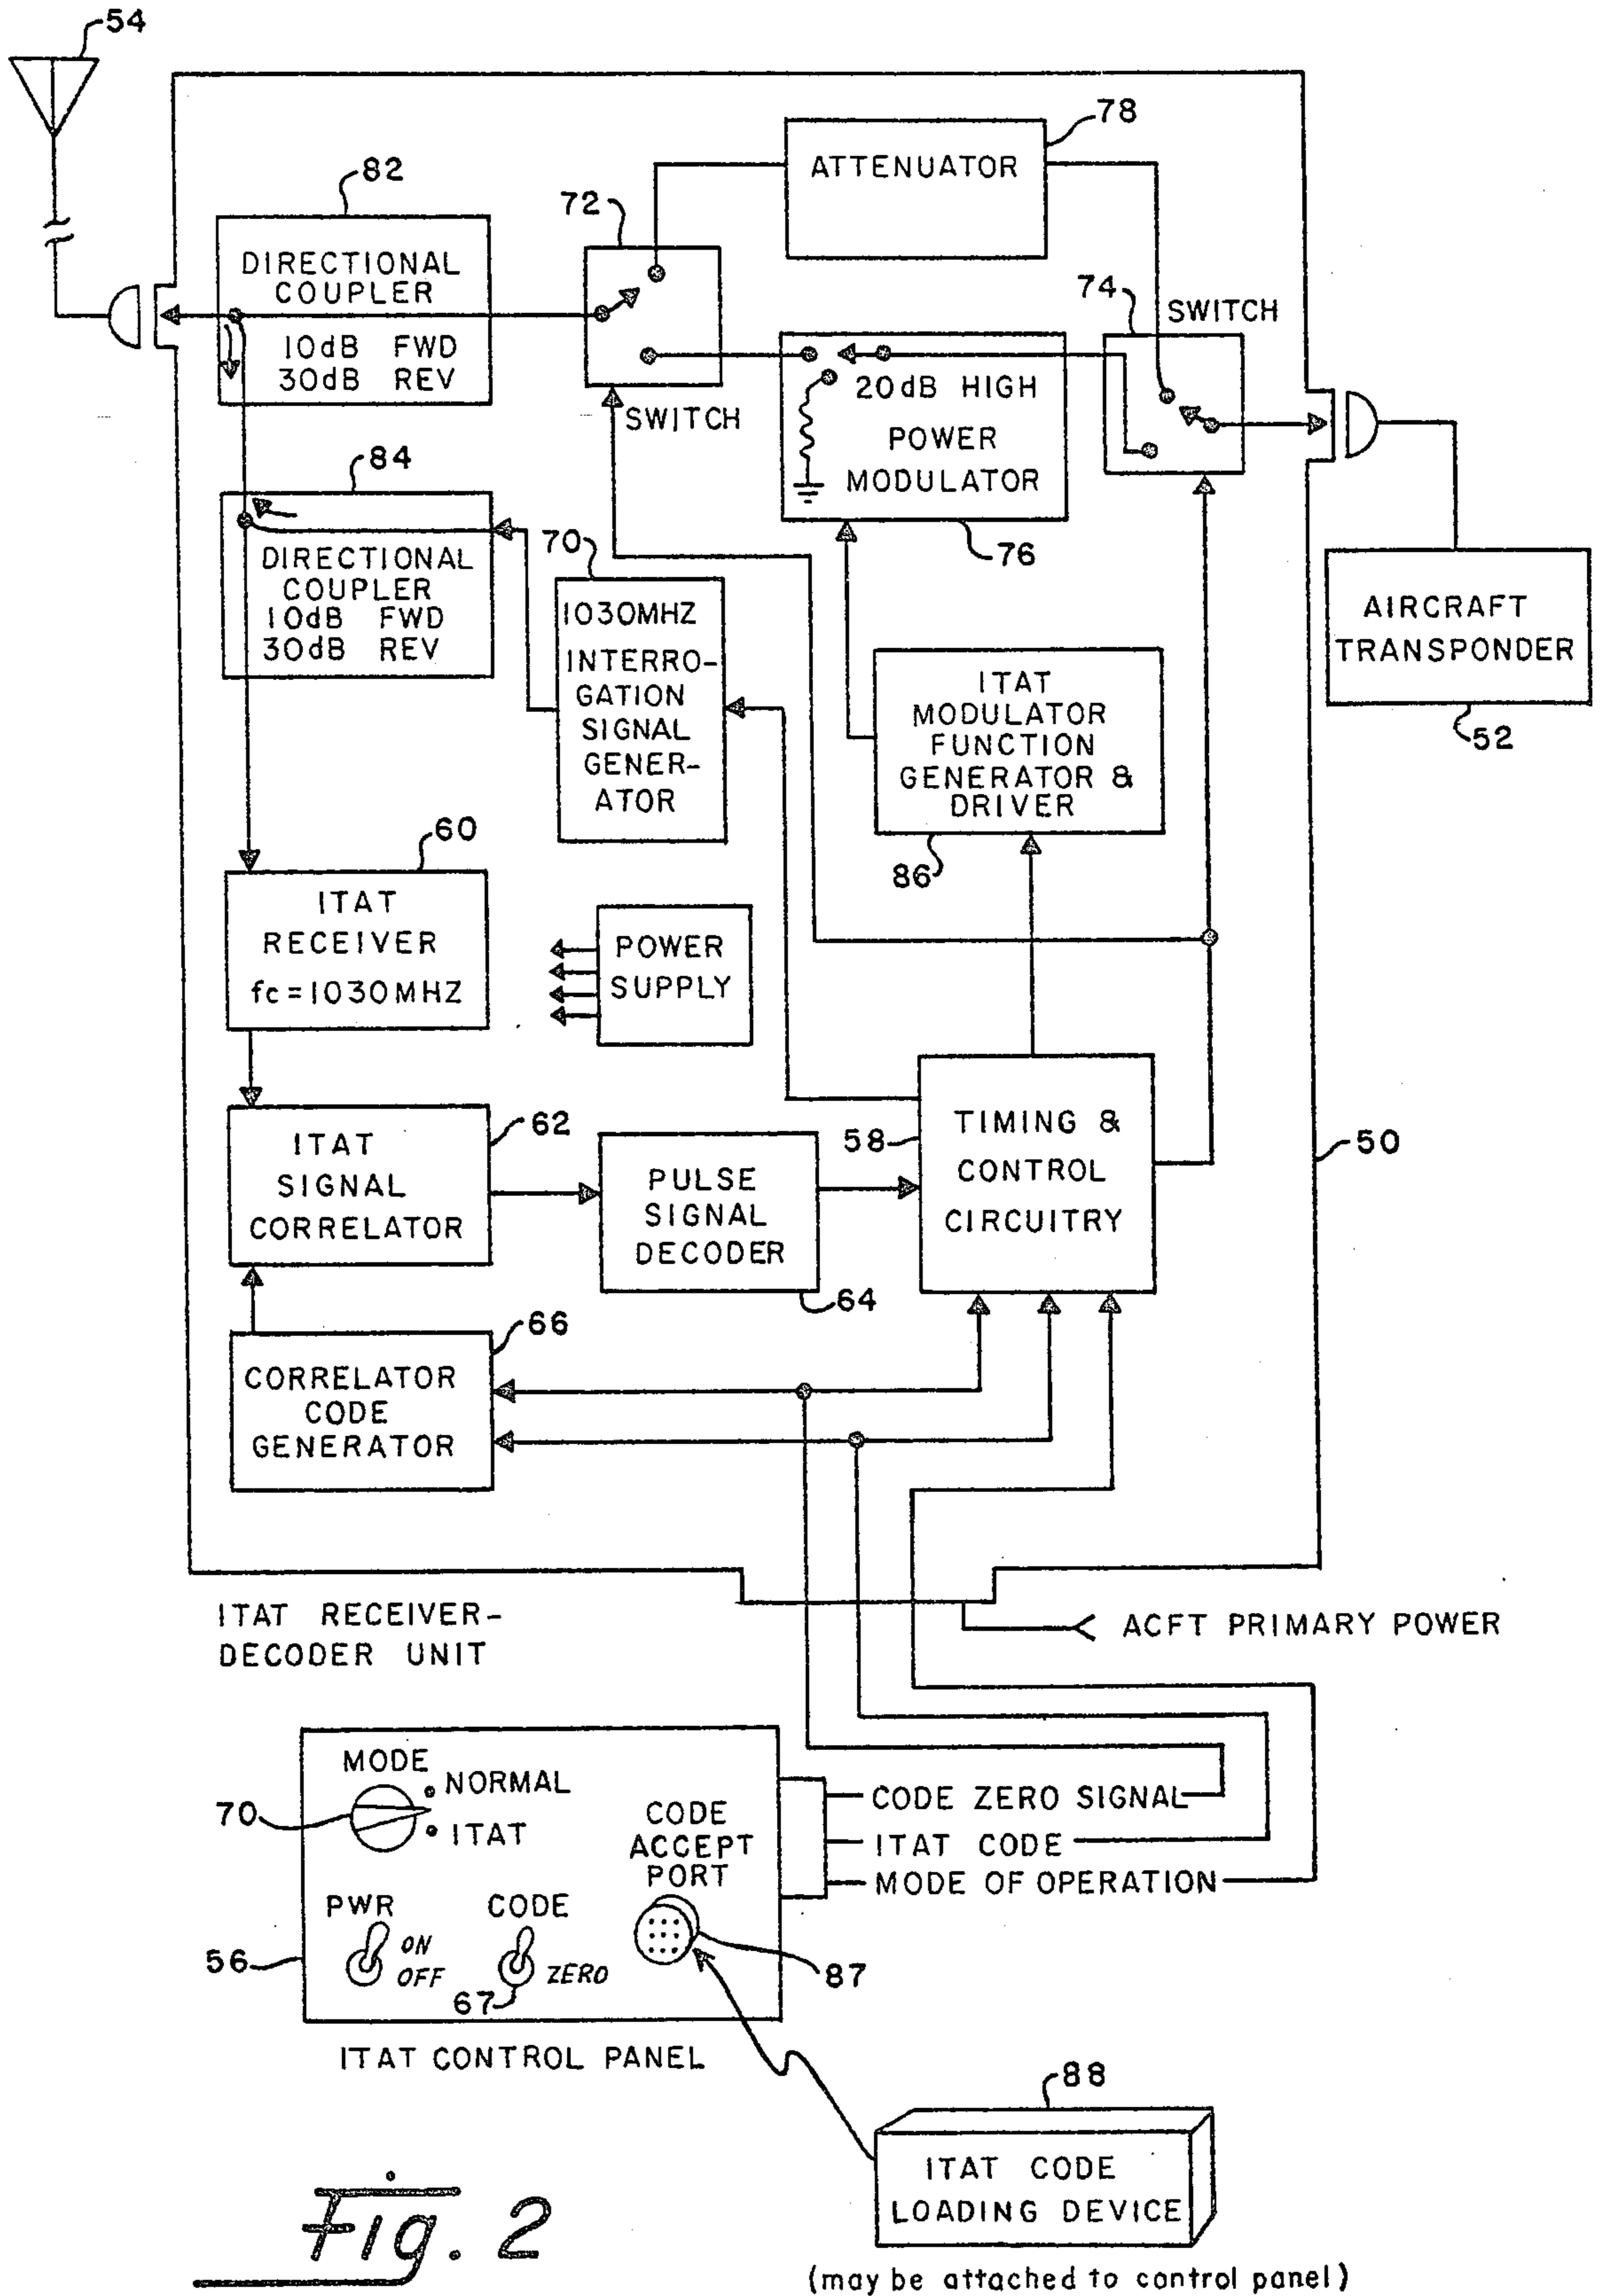 54
78
ATTENUATOR
82
72
DIRECTIONAL
COUPLER
10dB FWD
30dB REV
74
SWITCH
SWITCH
20dB HIGH
POWER
MODULATOR
76
84
DIRECTIONAL
COUPLER
10dB FWD
30dB REV
70
1030MHZ
INTERRO-
GATION
SIGNAL
GENER-
ATOR
AIRCRAFT
TRANSPONDER
52
ITAT
MODULATOR
FUNCTION
GENERATOR &
DRIVER
86
60
ITAT
RECEIVER
fc=1030MHZ
POWER
SUPPLY
62
ITAT
SIGNAL
CORRELATOR
PULSE
SIGNAL
DECODER
64
58
TIMING &
CONTROL
CIRCUITRY
50
66
CORRELATOR
CODE
GENERATOR
ITAT RECEIVER-
DECODER UNIT
ACFT PRIMARY POWER
MODE
NORMAL
70
ITAT
CODE
ACCEPT
PORT
CODE ZERO SIGNAL
ITAT CODE
MODE OF OPERATION
PWR
ON
OFF
CODE
ZERO
56
67
87
ITAT CONTROL PANEL
88
ITAT CODE
LOADING DEVICE
(may be attached to control panel)
Fig. 2